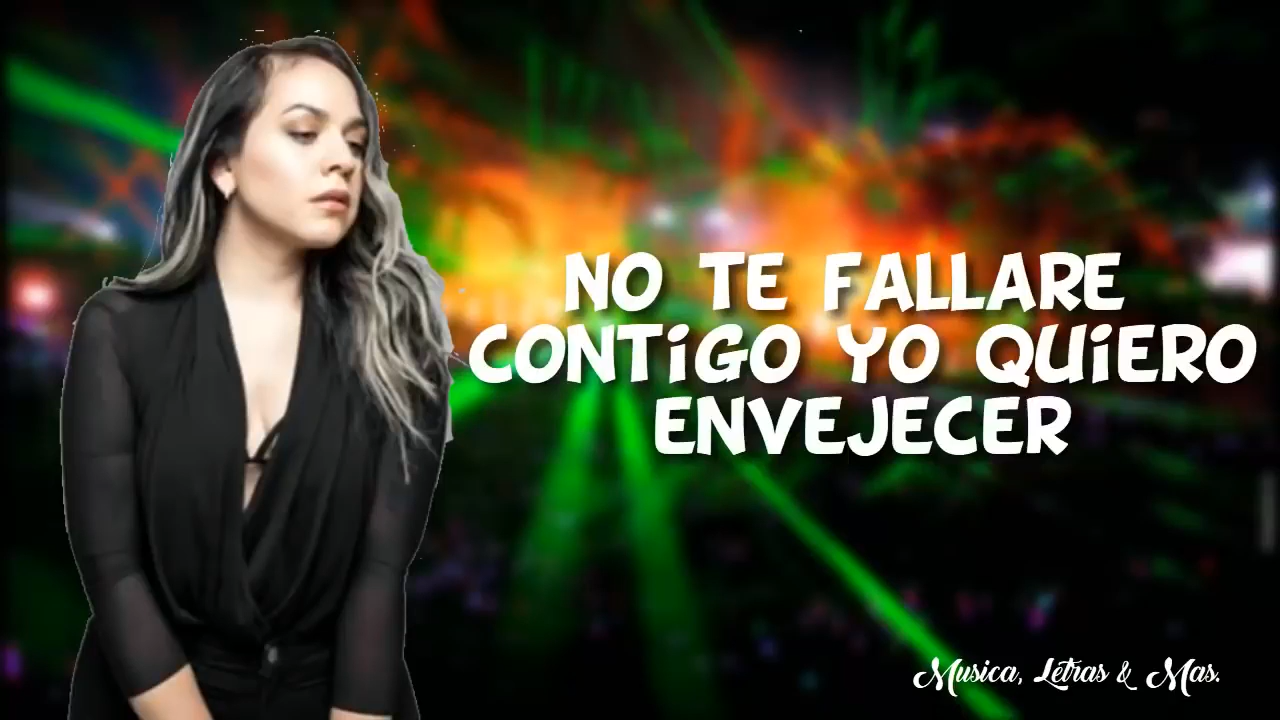 NO TE FALLARE
CONTiGO YO QUiERO
ENVEJECER
Musica, Letras & Mas.